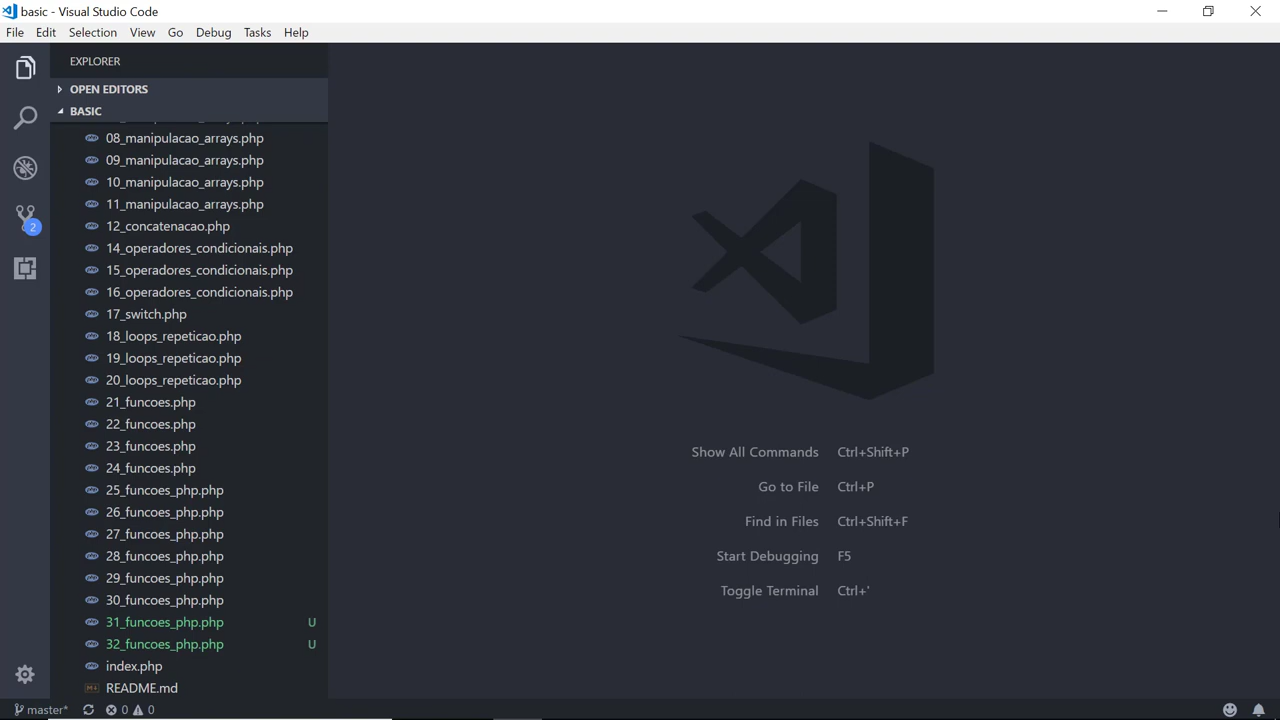 basic - Visual Studio Code
File Edit Selection View Go Debug Tasks Help
EXPLORER
OPEN EDITORS
BASIC
08_manipulacao_arrays.php
09_manipulacao_arrays.php
10_manipulacao_arrays.php
11_manipulacao_arrays.php
12_concatenacao.php
14_operadores_condicionais.php
15_operadores_condicionais.php
16_operadores_condicionais.php
17_switch.php
18_loops_repeticao.php
19_loops_repeticao.php
20_loops_repeticao.php
21_funcoes.php
22_funcoes.php
23_funcoes.php
24_funcoes.php
25_funcoes_php.php
26_funcoes_php.php
27_funcoes_php.php
28_funcoes_php.php
29_funcoes_php.php
30_funcoes_php.php
31_funcoes_php.php U
32_funcoes_php.php U
index.php
README.md
2
Show All Commands Ctrl+Shift+P
Go to File Ctrl+P
Find in Files Ctrl+Shift+F
Start Debugging F5
Toggle Terminal Ctrl+'
master* 0 0